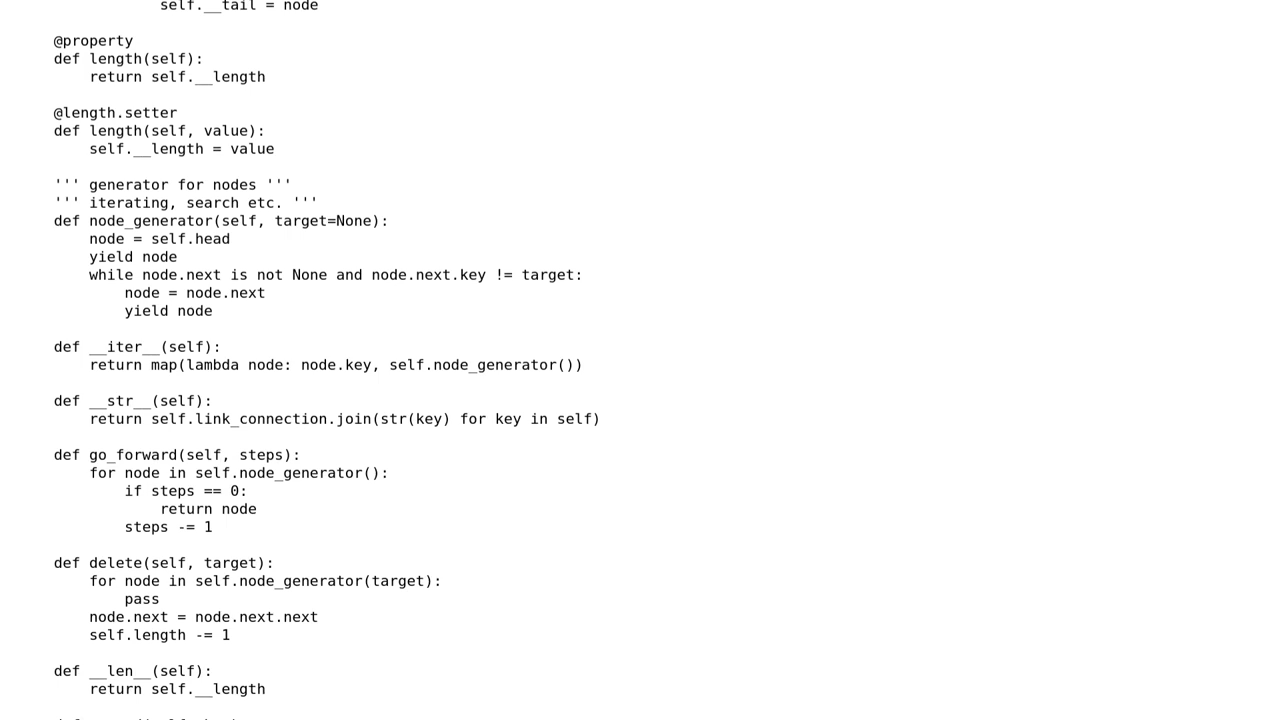 self.__tail = node

@property
def length(self):
    return self.__length

@length.setter
def length(self, value):
    self.__length = value

''' generator for nodes '''
''' iterating, search etc. '''
def node_generator(self, target=None):
    node = self.head
    yield node
    while node.next is not None and node.next.key != target:
        node = node.next
        yield node

def __iter__(self):
    return map(lambda node: node.key, self.node_generator())

def __str__(self):
    return self.link_connection.join(str(key) for key in self)

def go_forward(self, steps):
    for node in self.node_generator():
        if steps == 0:
            return node
        steps -= 1

def delete(self, target):
    for node in self.node_generator(target):
        pass
    node.next = node.next.next
    self.length -= 1

def __len__(self):
    return self.__length